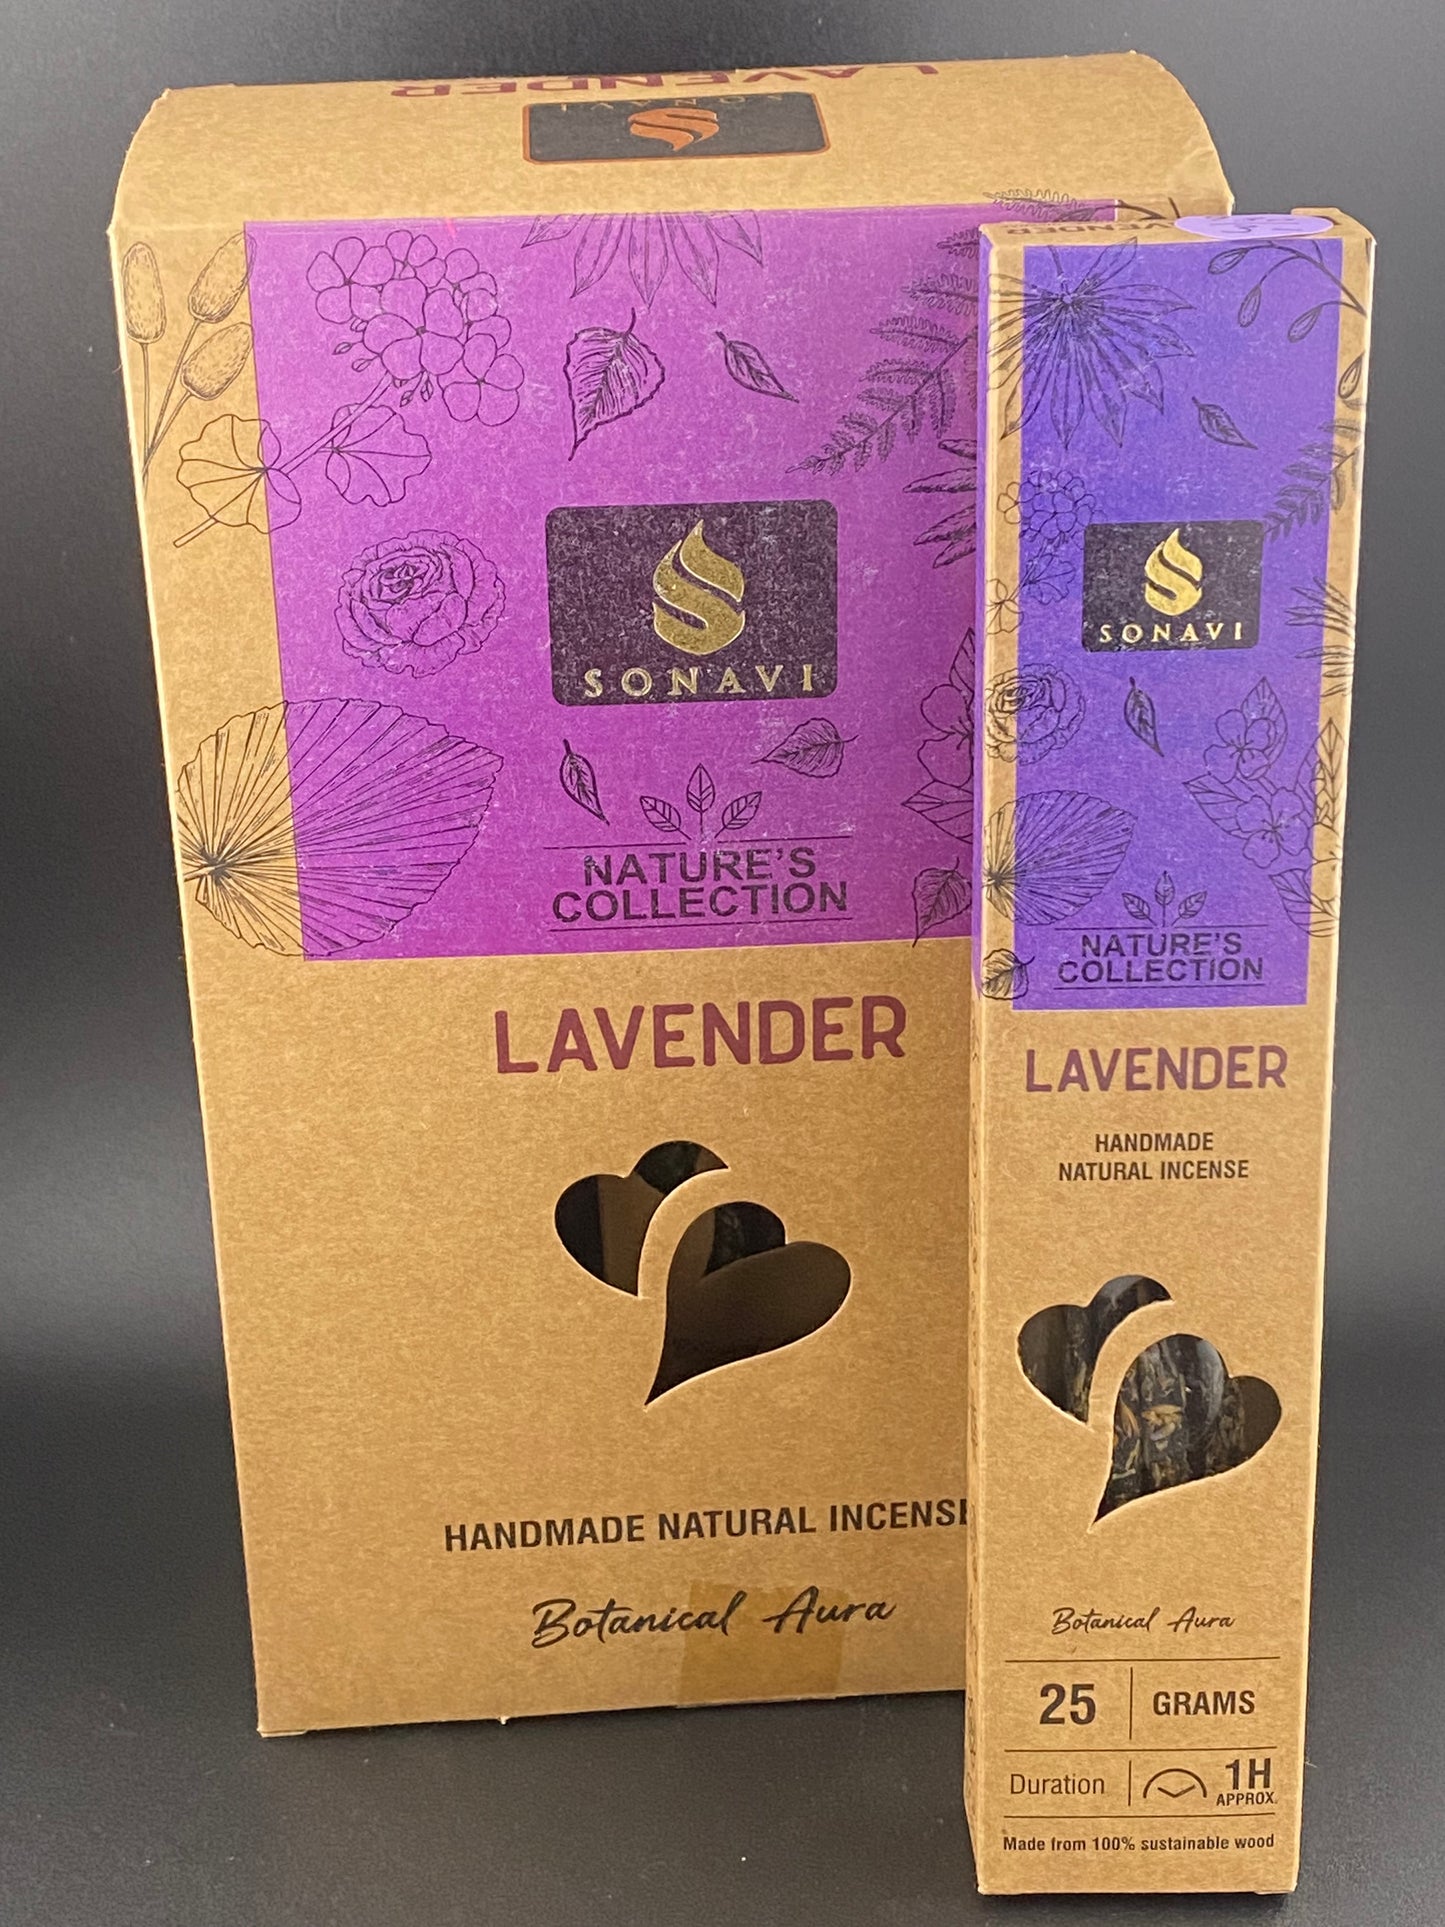 LAVENDER
SONAVI
SONAVI
NATURE'S
COLLECTION
LAVENDER
HANDMADE NATURAL INCENSE
Botanical Aura
SONAVI
NATURE'S
COLLECTION
LAVENDER
HANDMADE
NATURAL INCENSE
Botanical Aura
25 GRAMS
Duration 1H
APPROX.
Made from 100% sustainable wood